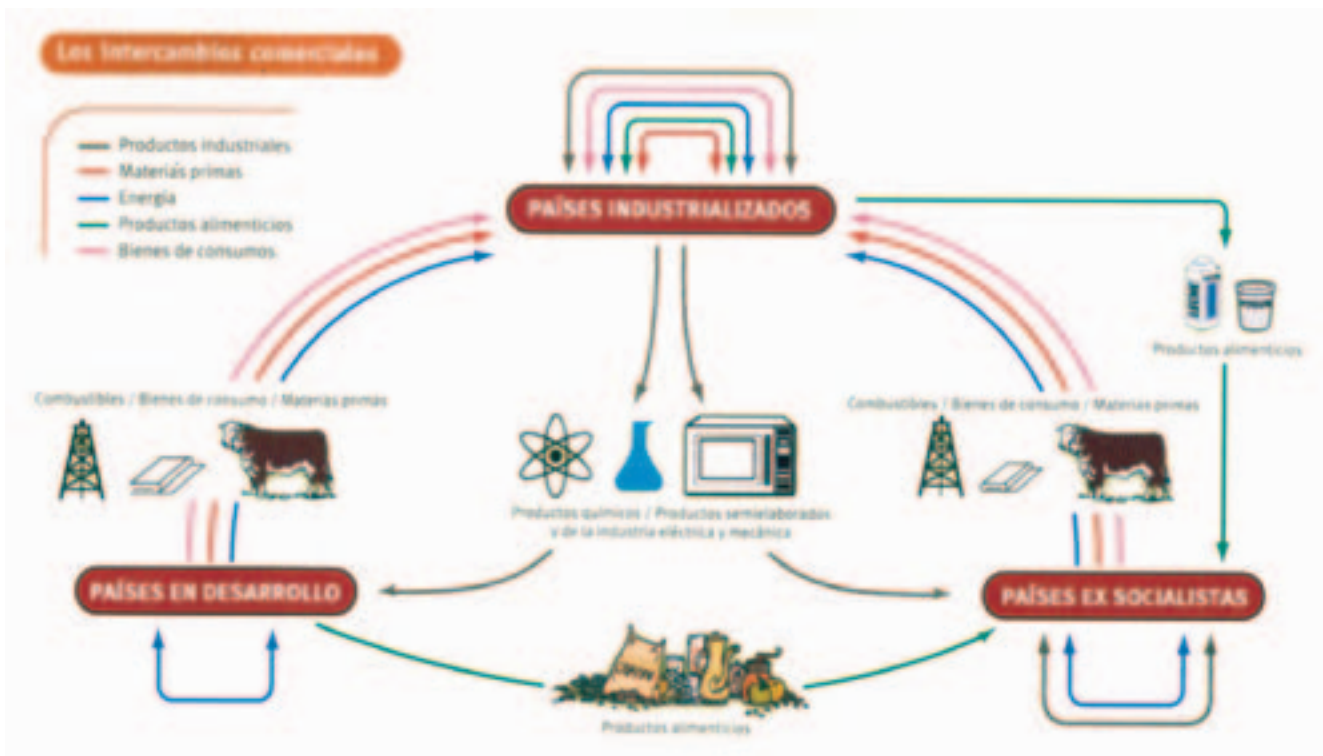 Los intercambios comerciales
Productos industriales
Materiás primas
Energía
Productos alimenticios
Bienes de consumos
PAÍSES INDUSTRIALIZADOS
Productos alimenticios
Combustibles / Bienes de consumo / Materias primas
Combustibles / Bienes de consumo / Materias primas
Productos químicos / Productos semielaborados
y de la industria eléctrica y mecánica
PAÍSES EN DESARROLLO
PAÍSES EX SOCIALISTAS
Productos alimenticios